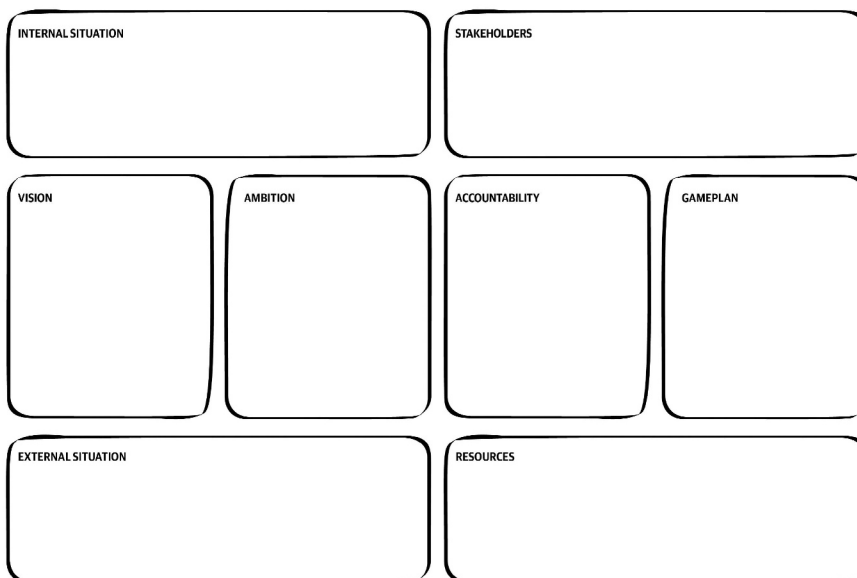 INTERNAL SITUATION
STAKEHOLDERS
VISION
AMBITION
ACCOUNTABILITY
GAMEPLAN
EXTERNAL SITUATION
RESOURCES